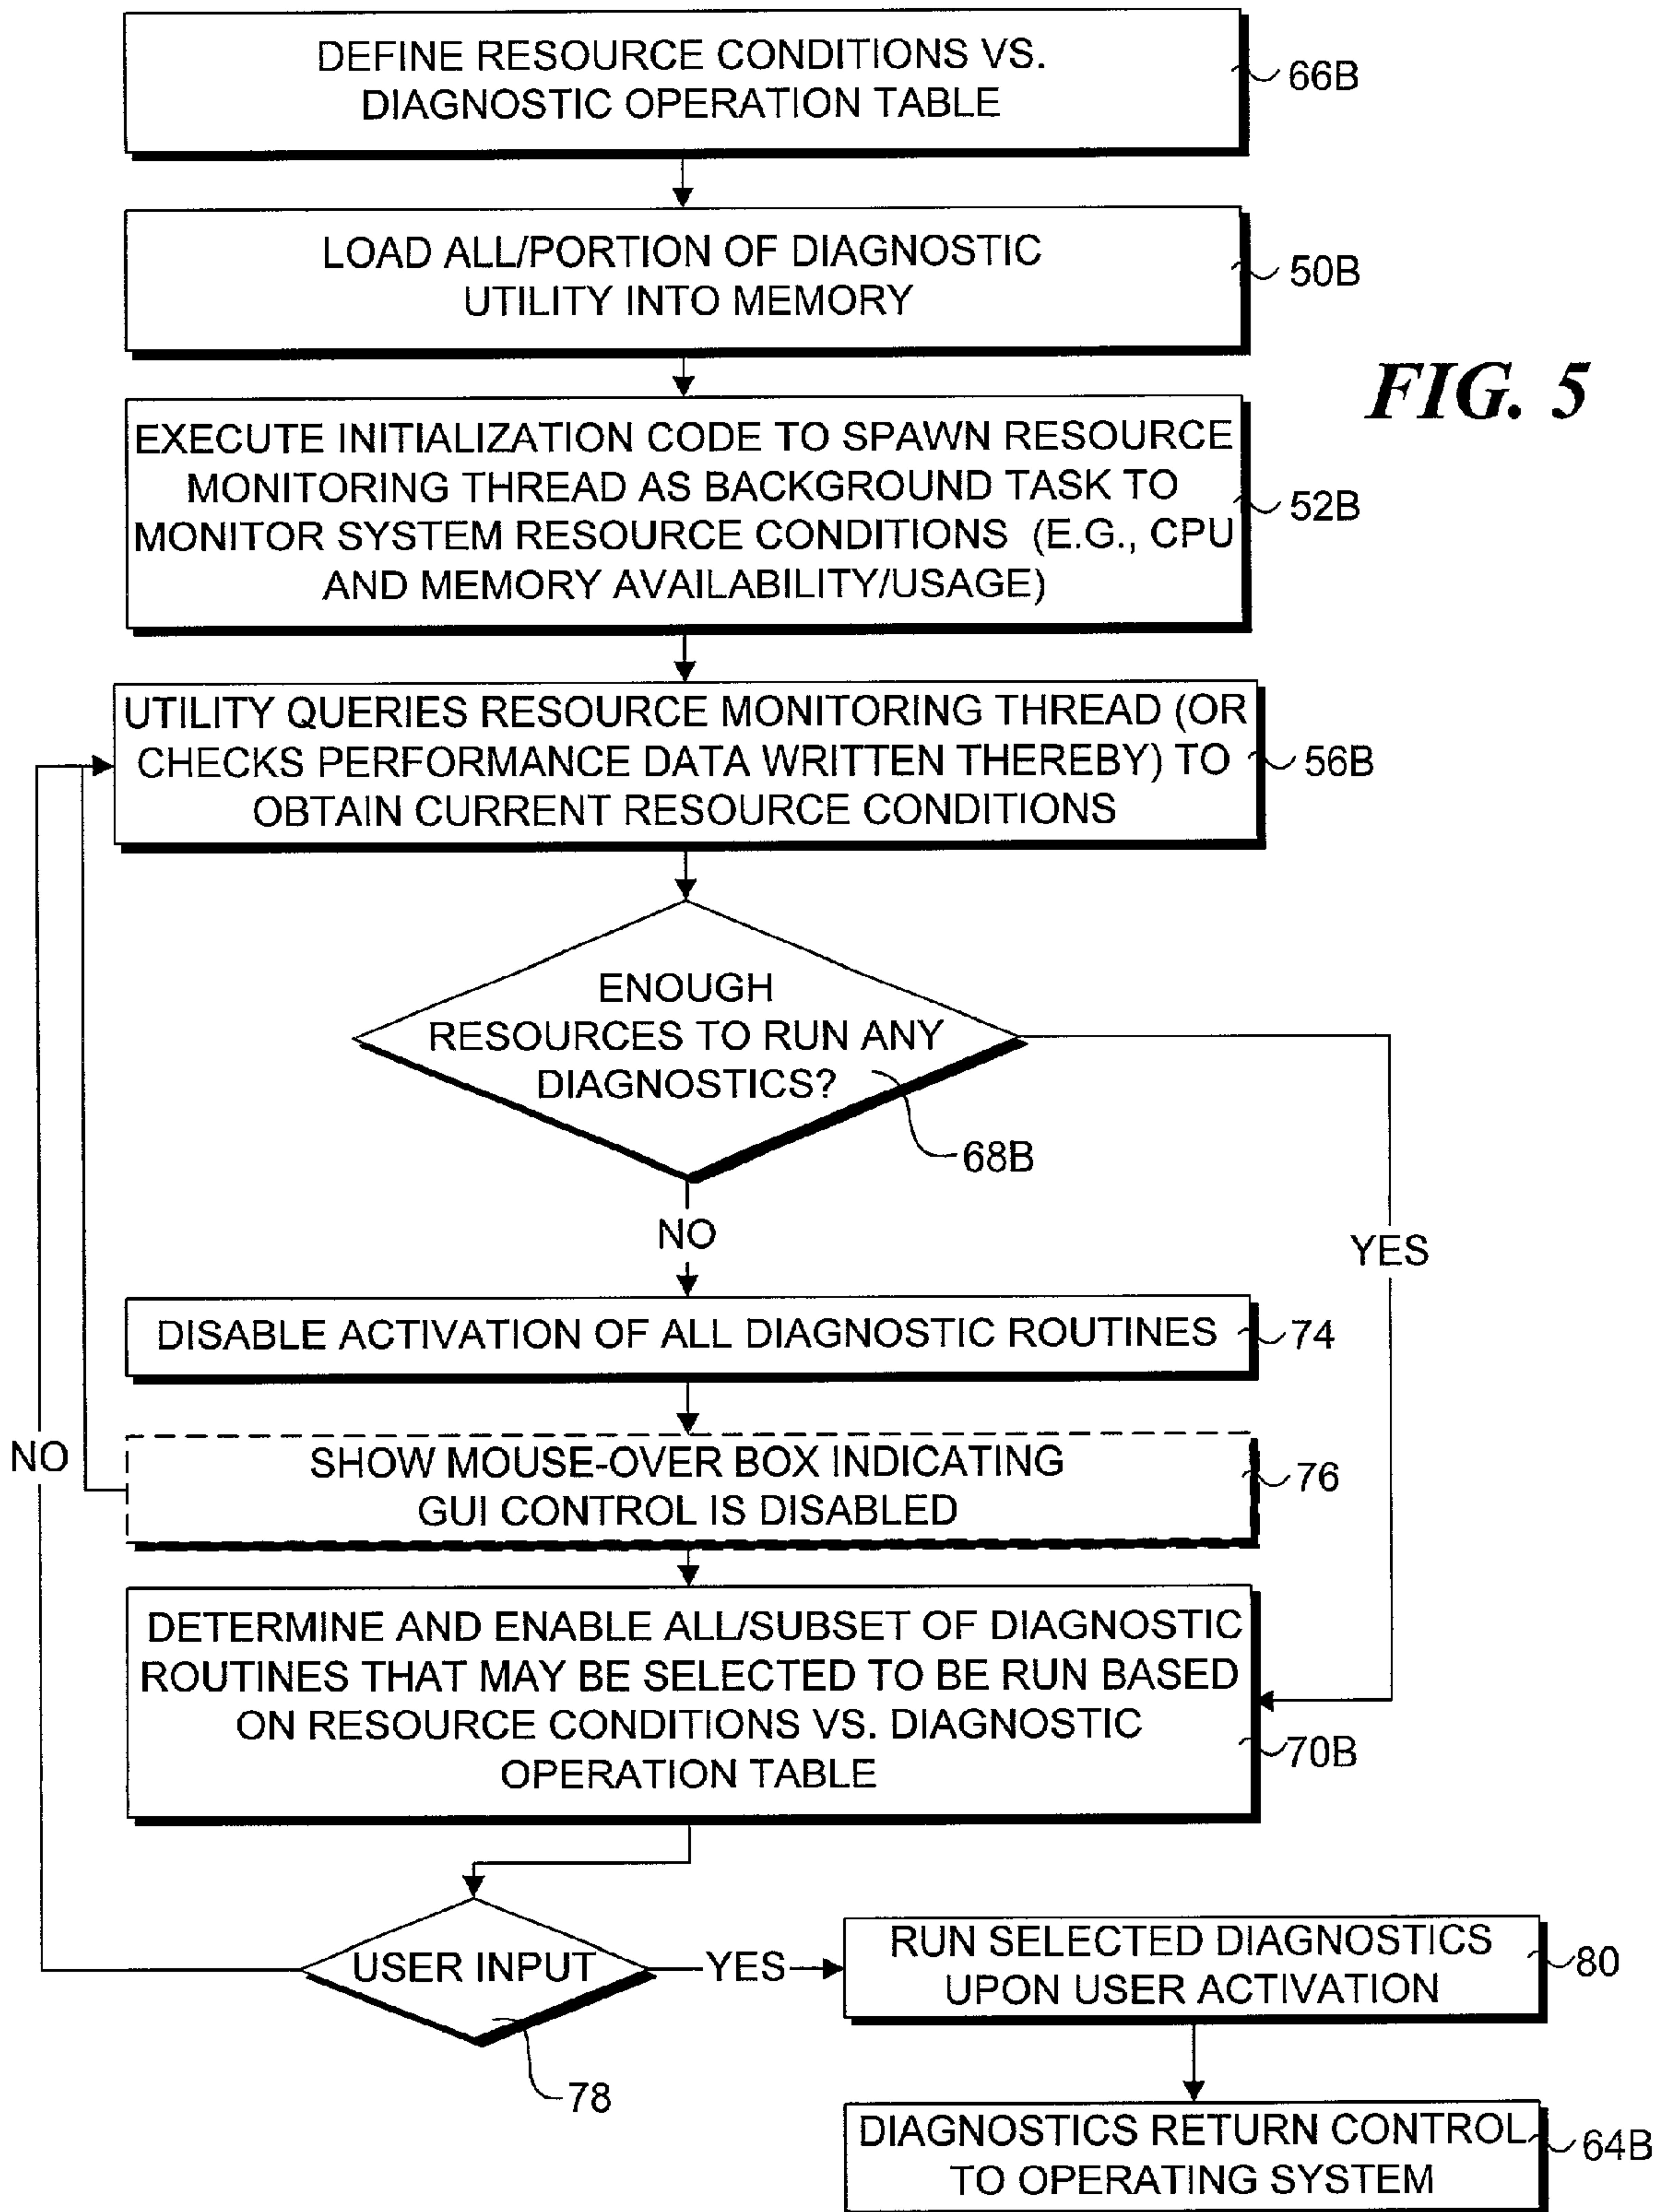 DEFINE RESOURCE CONDITIONS VS.
DIAGNOSTIC OPERATION TABLE
66B
LOAD ALL/PORTION OF DIAGNOSTIC
UTILITY INTO MEMORY
50B
FIG. 5
EXECUTE INITIALIZATION CODE TO SPAWN RESOURCE
MONITORING THREAD AS BACKGROUND TASK TO
MONITOR SYSTEM RESOURCE CONDITIONS (E.G., CPU
AND MEMORY AVAILABILITY/USAGE)
52B
UTILITY QUERIES RESOURCE MONITORING THREAD (OR
CHECKS PERFORMANCE DATA WRITTEN THEREBY) TO
OBTAIN CURRENT RESOURCE CONDITIONS
56B
ENOUGH
RESOURCES TO RUN ANY
DIAGNOSTICS?
68B
NO
YES
DISABLE ACTIVATION OF ALL DIAGNOSTIC ROUTINES
74
NO
SHOW MOUSE-OVER BOX INDICATING
GUI CONTROL IS DISABLED
76
DETERMINE AND ENABLE ALL/SUBSET OF DIAGNOSTIC
ROUTINES THAT MAY BE SELECTED TO BE RUN BASED
ON RESOURCE CONDITIONS VS. DIAGNOSTIC
OPERATION TABLE
70B
USER INPUT
YES
78
RUN SELECTED DIAGNOSTICS
UPON USER ACTIVATION
80
DIAGNOSTICS RETURN CONTROL
TO OPERATING SYSTEM
64B